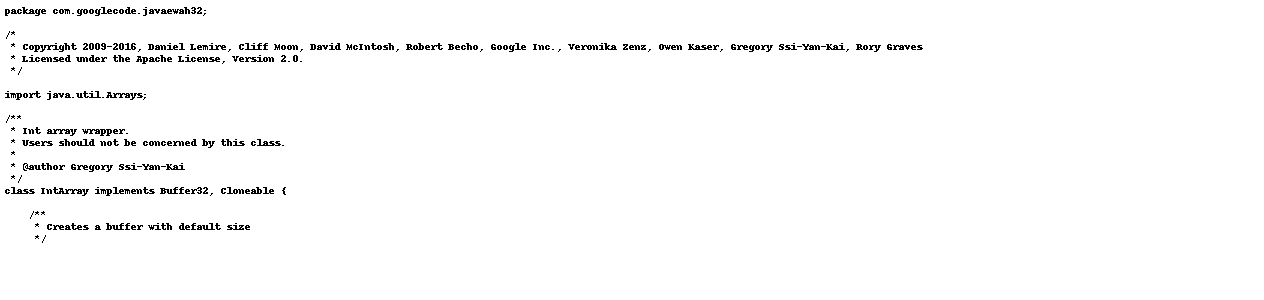 package com.googlecode.javaewah32;

/*
 * Copyright 2009-2016, Daniel Lemire, Cliff Moon, David McIntosh, Robert Becho, Google Inc., Veronika Zenz, Owen Kaser, Gregory Ssi-Yan-Kai, Rory Graves
 * Licensed under the Apache License, Version 2.0.
 */

import java.util.Arrays;

/**
 * Int array wrapper.
 * Users should not be concerned by this class.
 *
 * @author Gregory Ssi-Yan-Kai
 */
class IntArray implements Buffer32, Cloneable {

    /**
     * Creates a buffer with default size
     */